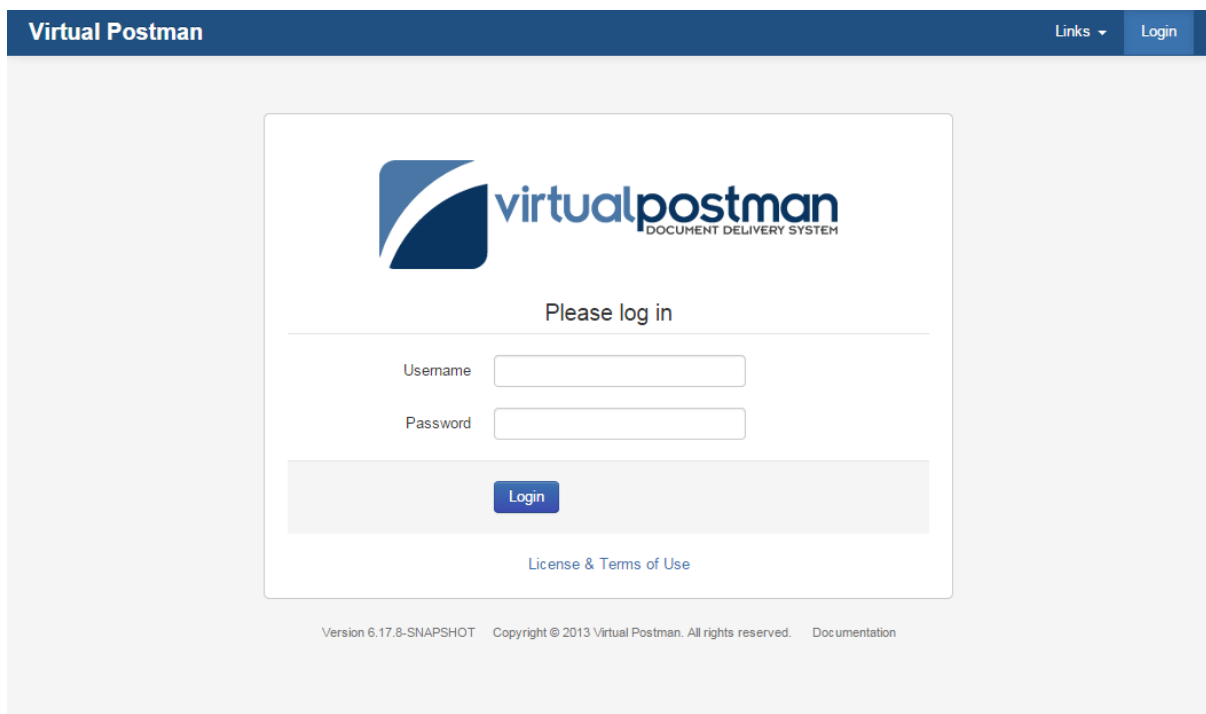 Virtual Postman Links Login
virtualpostman
DOCUMENT DELIVERY SYSTEM
Please log in
Username
Password
Login
License & Terms of Use
Version 6.17.8-SNAPSHOT Copyright © 2013 Virtual Postman. All rights reserved. Documentation